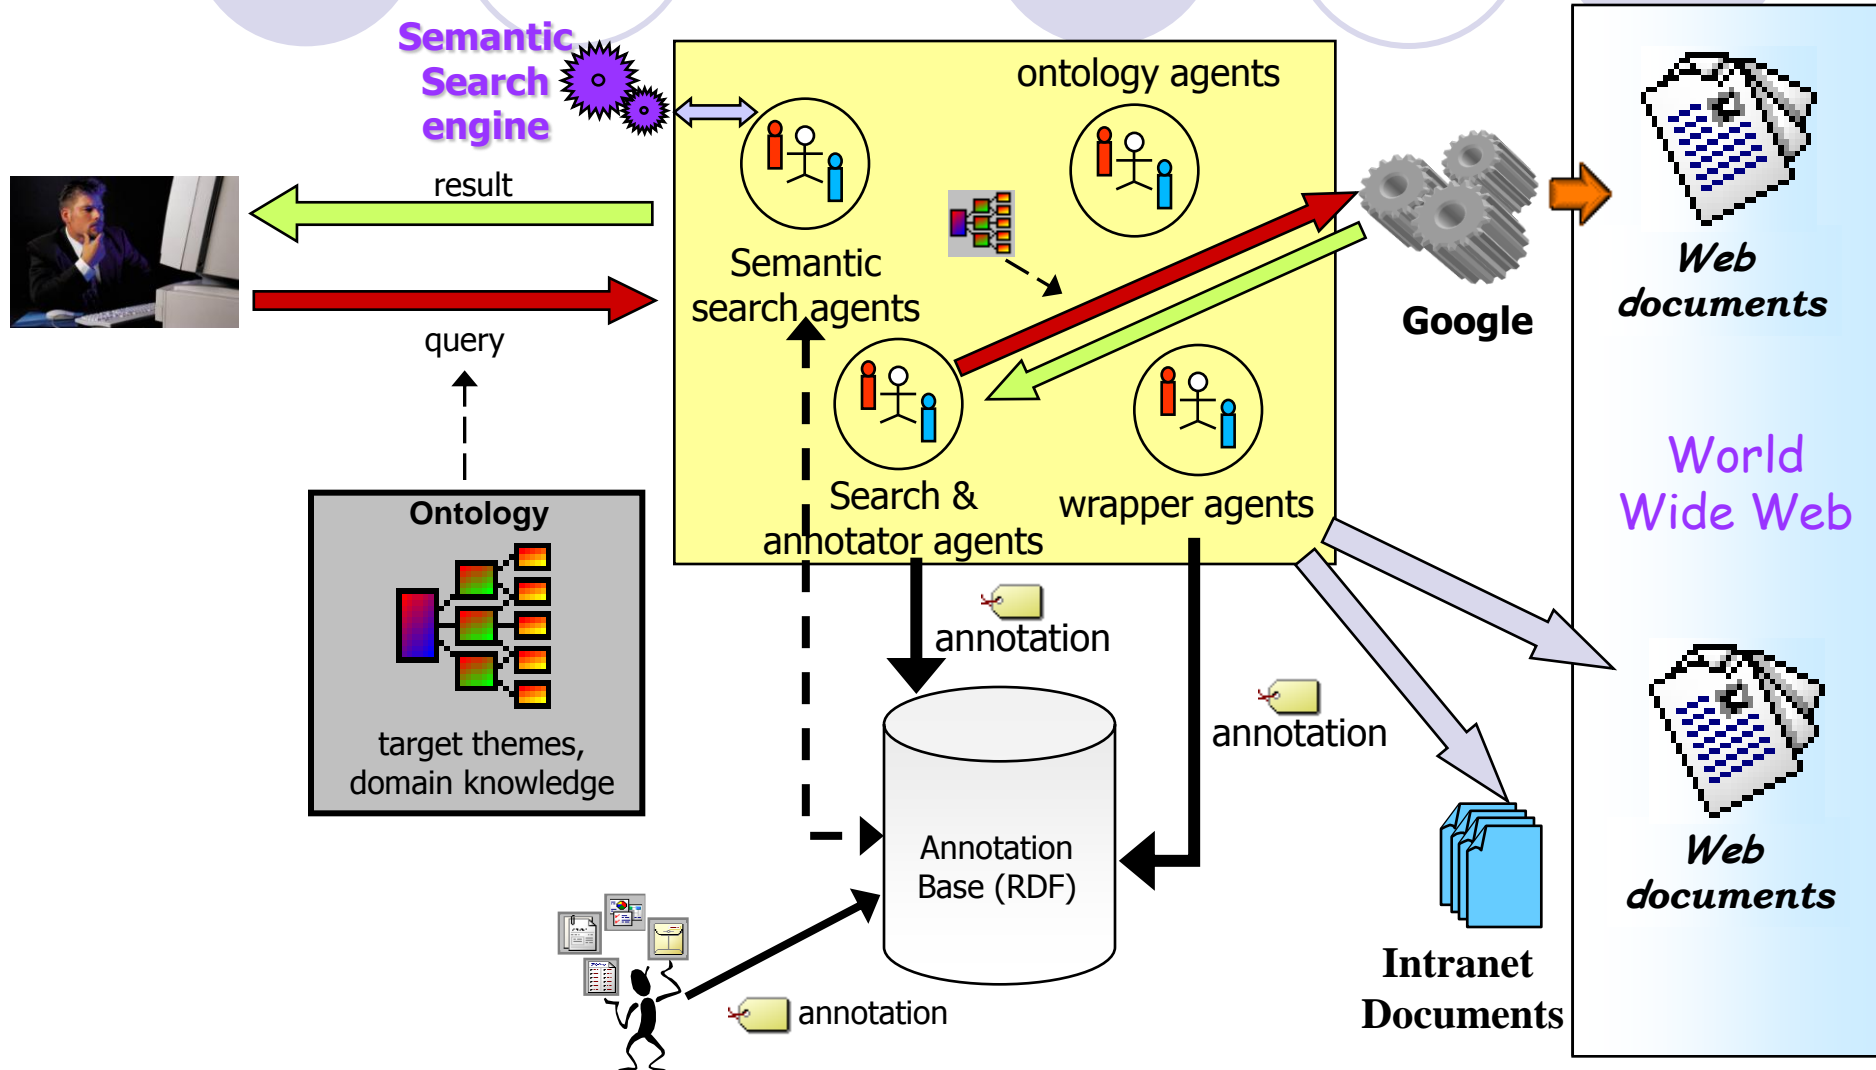 Semantic
Search
engine
ontology agents
result
Semantic
search agents
query
Google
Web
documents
World
Wide Web
Search &
annotator agents
wrapper agents
Ontology
target themes,
domain knowledge
annotation
annotation
Annotation
Base (RDF)
Web
documents
Intranet
Documents
annotation